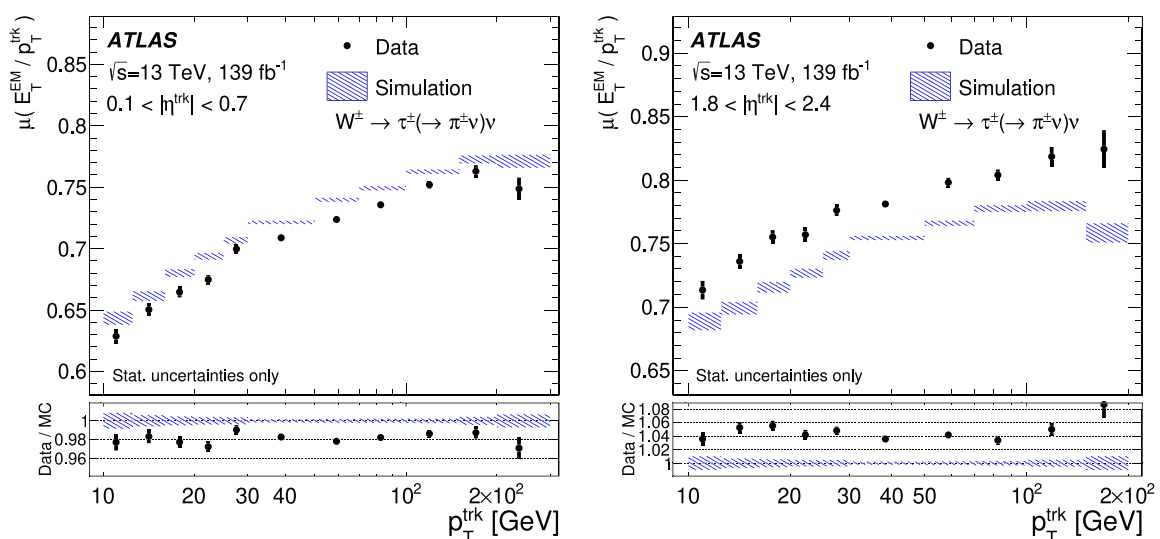 μ( E_T^EM / p_T^trk )
0.85
0.8
0.75
0.7
0.65
0.6
ATLAS
√s=13 TeV, 139 fb⁻¹
0.1 < |η^trk| < 0.7
Data
Simulation
W± → τ±(→ π±ν)ν
Stat. uncertainties only
Data / MC
1
0.98
0.96
10 20 30 40 10² 2×10²
p_T^trk [GeV]
μ( E_T^EM / p_T^trk )
0.9
0.85
0.8
0.75
0.7
0.65
ATLAS
√s=13 TeV, 139 fb⁻¹
1.8 < |η^trk| < 2.4
Data
Simulation
W± → τ±(→ π±ν)ν
Stat. uncertainties only
Data / MC
1.08
1.06
1.04
1.02
1
10 20 30 40 50 10² 2×10²
p_T^trk [GeV]